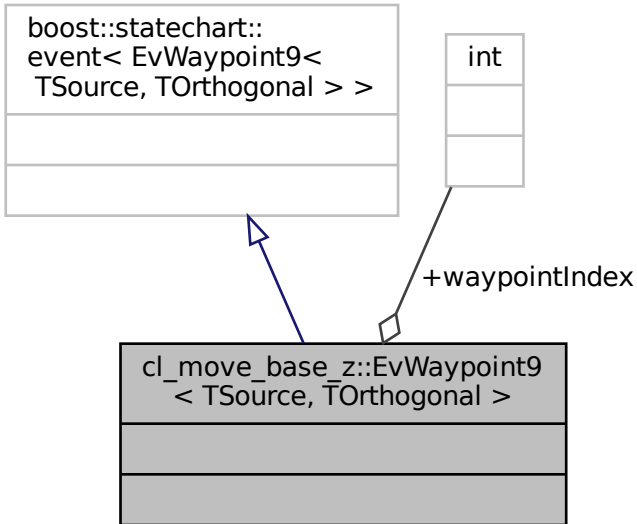 boost::statechart::
event< EvWaypoint9<
TSource, TOrthogonal > >
int
+waypointIndex
cl_move_base_z::EvWaypoint9
< TSource, TOrthogonal >